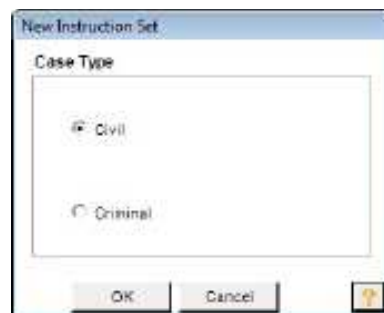 New Instruction Set
Case Type
Civil
Criminal
OK Cancel ?